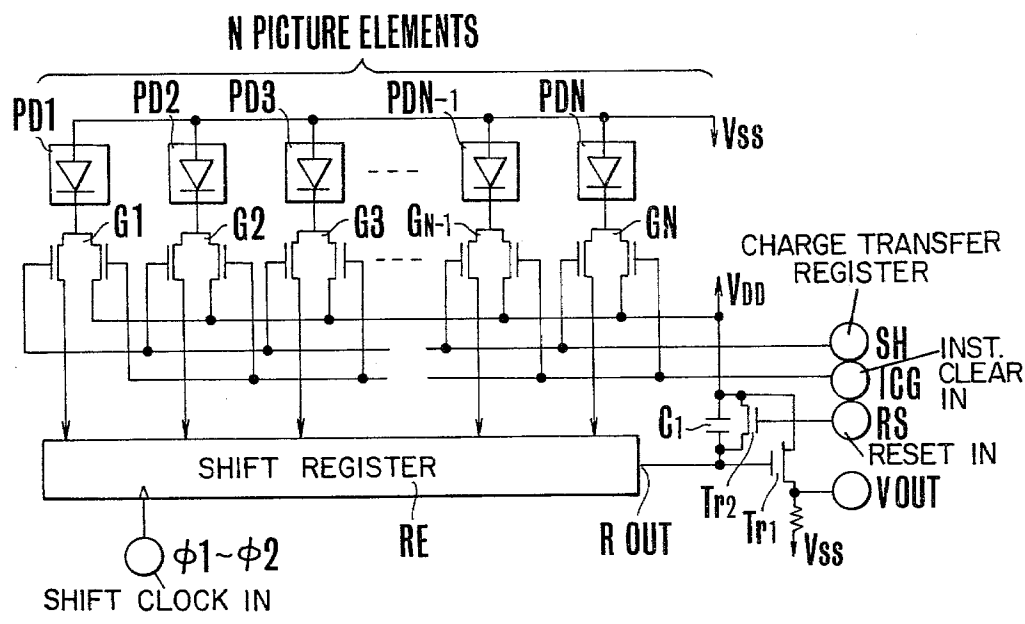 N PICTURE ELEMENTS
PD1
PD2
PD3
PDN-1
PDN
VSS
G1
G2
G3
GN-1
GN
CHARGE TRANSFER
REGISTER
VDD
SH
INST.
CLEAR
IN
ICG
C1
RS
RESET IN
SHIFT REGISTER
Tr2
Tr1
VOUT
RE
R OUT
VSS
ϕ1~ϕ2
SHIFT CLOCK IN